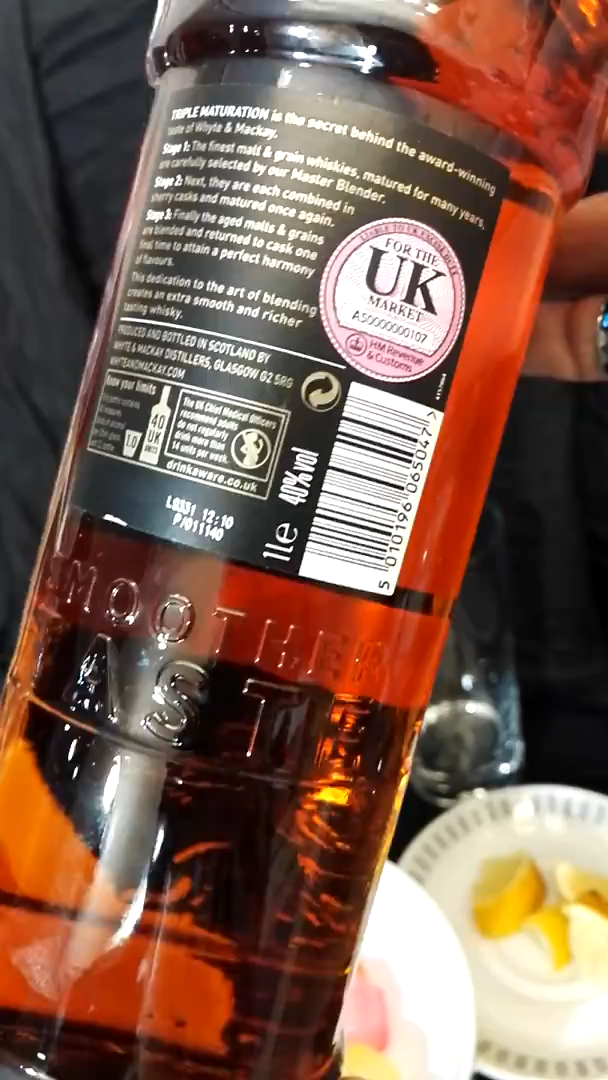 TRIPLE MATURATION is the secret behind the award-winning
taste of Whyte & Mackay.
Stage 1: The finest malt & grain whiskies, matured for many years,
are carefully selected by our Master Blender.
Stage 2: Next, they are each combined in
sherry casks and matured once again.
Stage 3: Finally the aged malts & grains
are blended and returned to cask one
final time to attain a perfect harmony
of flavours.
This dedication to the art of blending
creates an extra smooth and richer
tasting whisky.
PRODUCED AND BOTTLED IN SCOTLAND BY
WHYTE & MACKAY DISTILLERS, GLASGOW G2 5RG
WHYTEANDMACKAY.COM
FOR THE
UK
MARKET
AS0000000107
HM Revenue
& Customs
Know your limits
1.0
40
UK
UNITS
The UK Chief Medical Officers
recommend adults
do not regularly
drink more than
14 units per week.
drinkaware.co.uk
L8331 12:10
P/011140
1l e 40%vol
5 010196 065047 >
SMOOTHER
TASTE